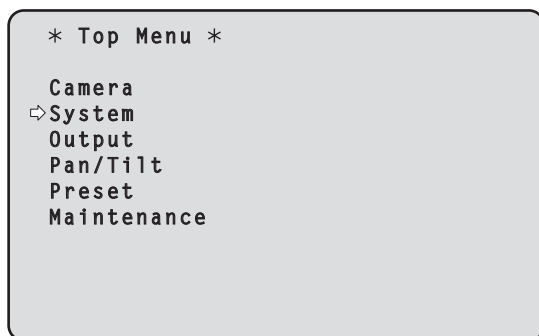 * Top Menu *
Camera
⇨System
Output
Pan/Tilt
Preset
Maintenance